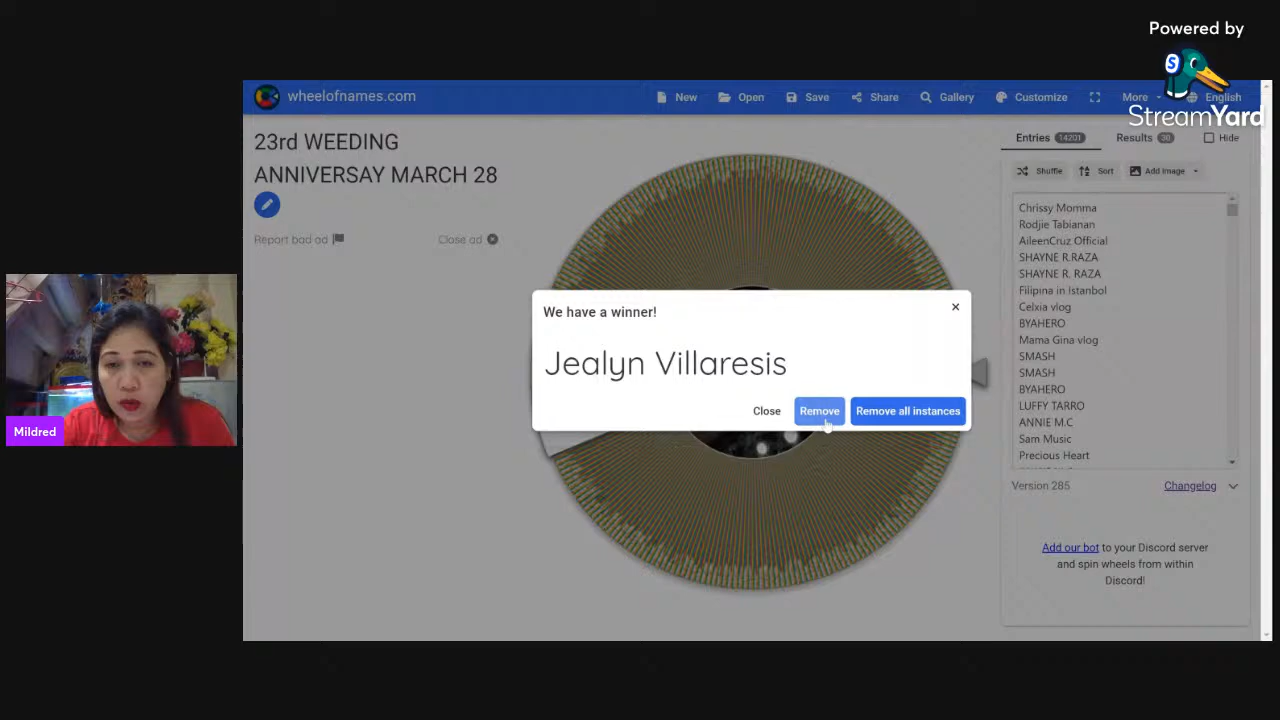 Powered by
StreamYard
wheelofnames.com
New
Open
Save
Share
Gallery
Customize
More
English
23rd WEEDING
ANNIVERSAY MARCH 28
Report bad ad
Close ad
Entries 14201
Results 30
Hide
Shuffle
Sort
Add Image
Chrissy Momma
Rodjie Tabianan
AileenCruz Official
SHAYNE R.RAZA
SHAYNE R. RAZA
Filipina in Istanbol
Celxia vlog
BYAHERO
Mama Gina vlog
SMASH
SMASH
BYAHERO
LUFFY TARRO
ANNIE M.C
Sam Music
Precious Heart
We have a winner!
Jealyn Villaresis
Close
Remove
Remove all instances
Mildred
Version 285
Changelog
Add our bot to your Discord server
and spin wheels from within
Discord!